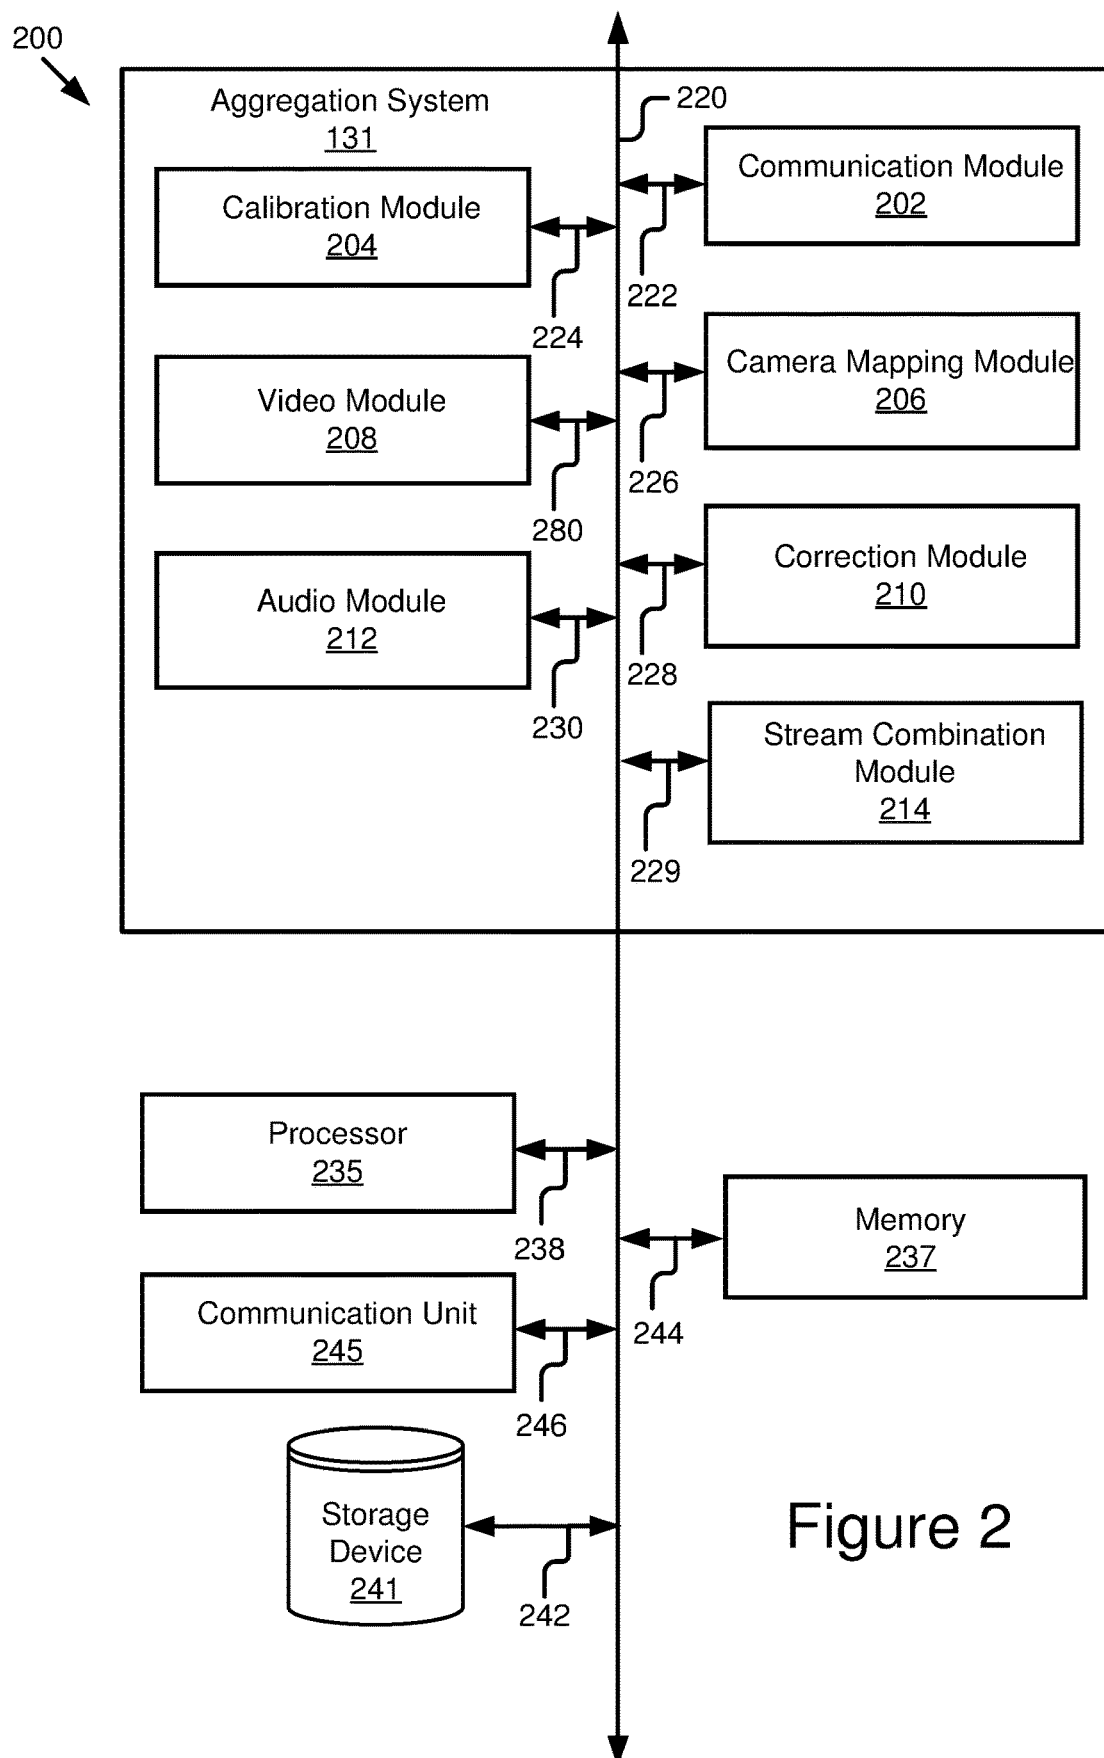 200
Aggregation System
131
220
Communication Module
202
Calibration Module
204
222
224
Camera Mapping Module
206
Video Module
208
226
280
Correction Module
210
Audio Module
212
228
230
Stream Combination
Module
214
229
Processor
235
238
Memory
237
Communication Unit
245
244
246
Storage
Device
241
242
Figure 2